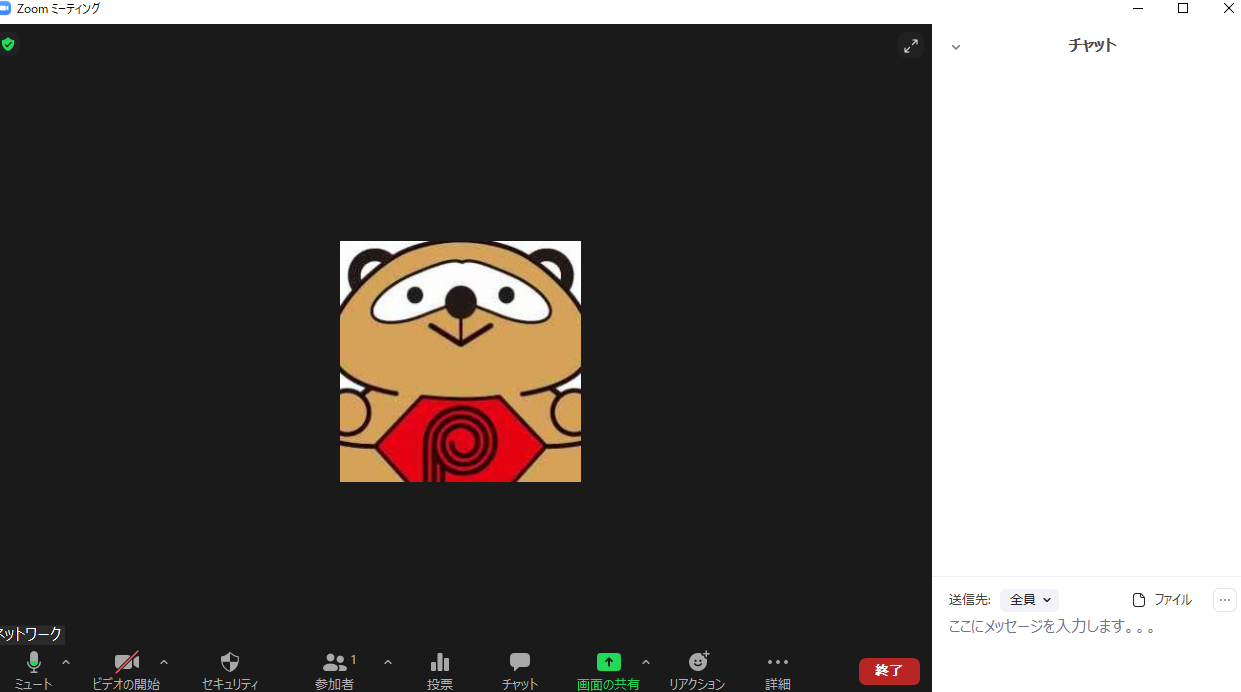 Zoom ミーティング
チャット
送信先: 全員 ファイル
ここにメッセージを入力します。。。
ネットワーク
1
ミュート ビデオの開始 セキュリティ 参加者 投票 チャット 画面の共有 リアクション 詳細 終了